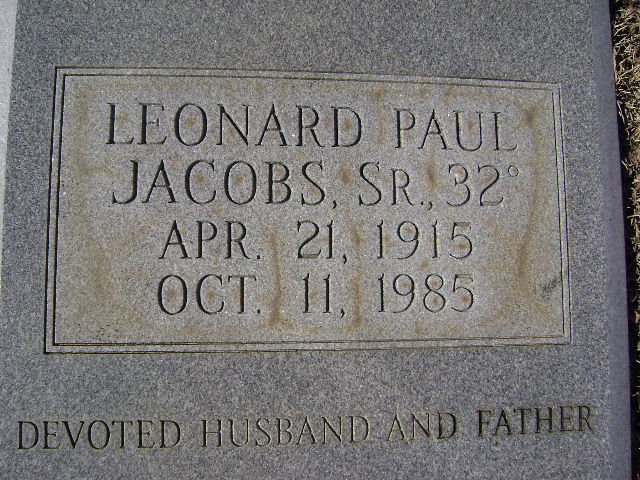 LEONARD PAUL
JACOBS, SR., 32°
APR. 21, 1915
OCT. 11, 1985
DEVOTED HUSBAND AND FATHER